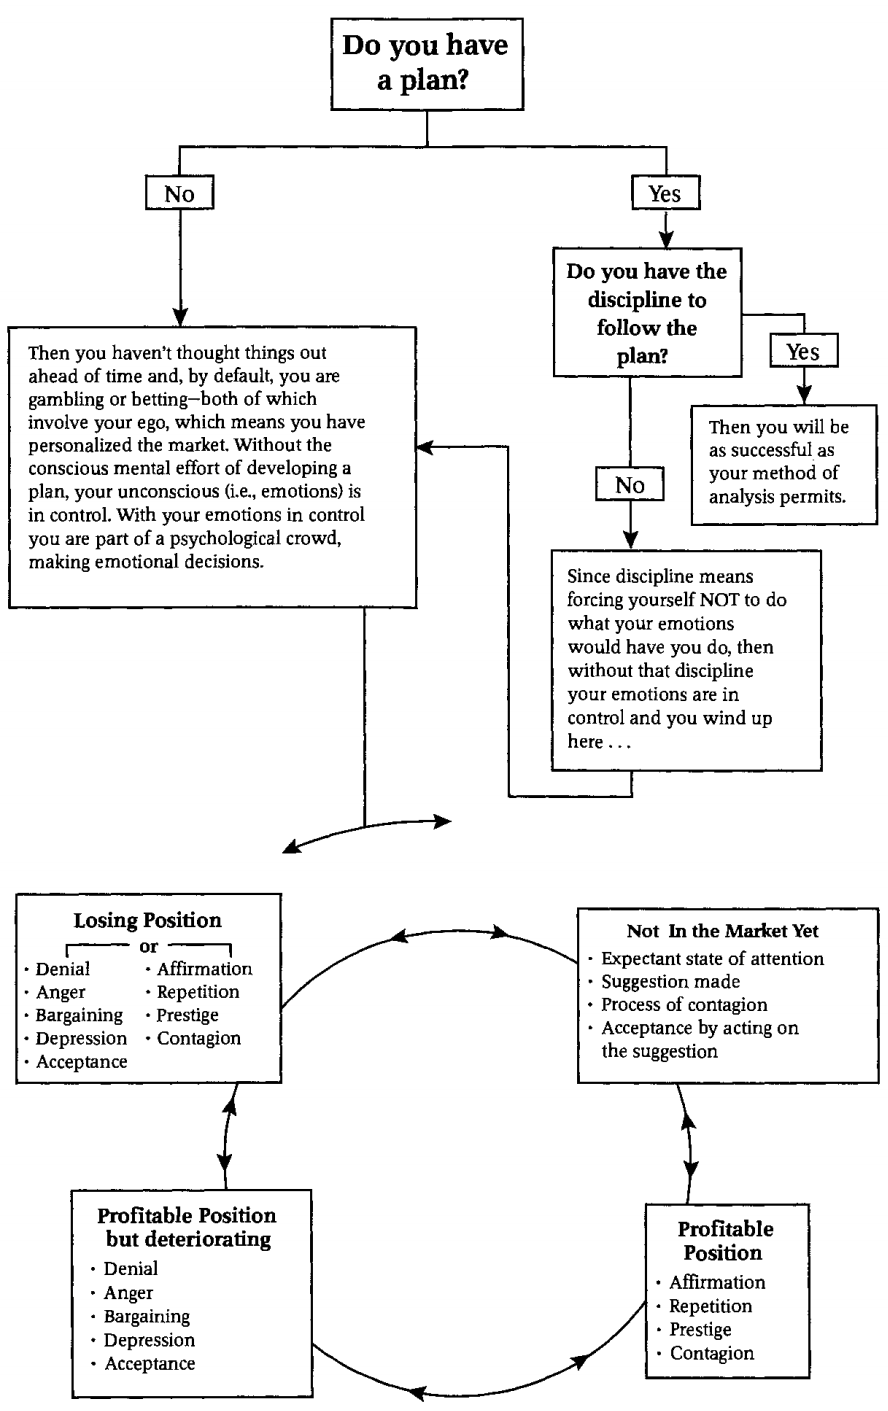 Do you have
a plan?
No
Yes
Do you have the
discipline to
follow the
plan?
Yes
Then you haven't thought things out
ahead of time and, by default, you are
gambling or betting—both of which
involve your ego, which means you have
personalized the market. Without the
conscious mental effort of developing a
plan, your unconscious (i.e., emotions) is
in control. With your emotions in control
you are part of a psychological crowd,
making emotional decisions.
Then you will be
as successful as
your method of
analysis permits.
No
Since discipline means
forcing yourself NOT to do
what your emotions
would have you do, then
without that discipline
your emotions are in
control and you wind up
here . . .
Losing Position
or
· Denial
· Anger
· Bargaining
· Depression
· Acceptance
· Affirmation
· Repetition
· Prestige
· Contagion
Not In the Market Yet
· Expectant state of attention
· Suggestion made
· Process of contagion
· Acceptance by acting on
the suggestion
Profitable Position
but deteriorating
· Denial
· Anger
· Bargaining
· Depression
· Acceptance
Profitable
Position
· Affirmation
· Repetition
· Prestige
· Contagion